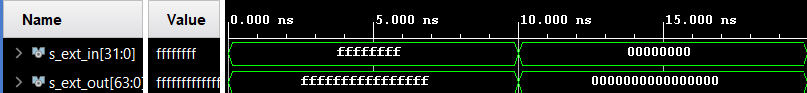 Name Value 0.000 ns 5.000 ns 10.000 ns 15.000 ns
s_ext_in[31:0] ffffffff ffffffff 00000000
s_ext_out[63:0] fffffffffffff ffffffffffffffff 0000000000000000